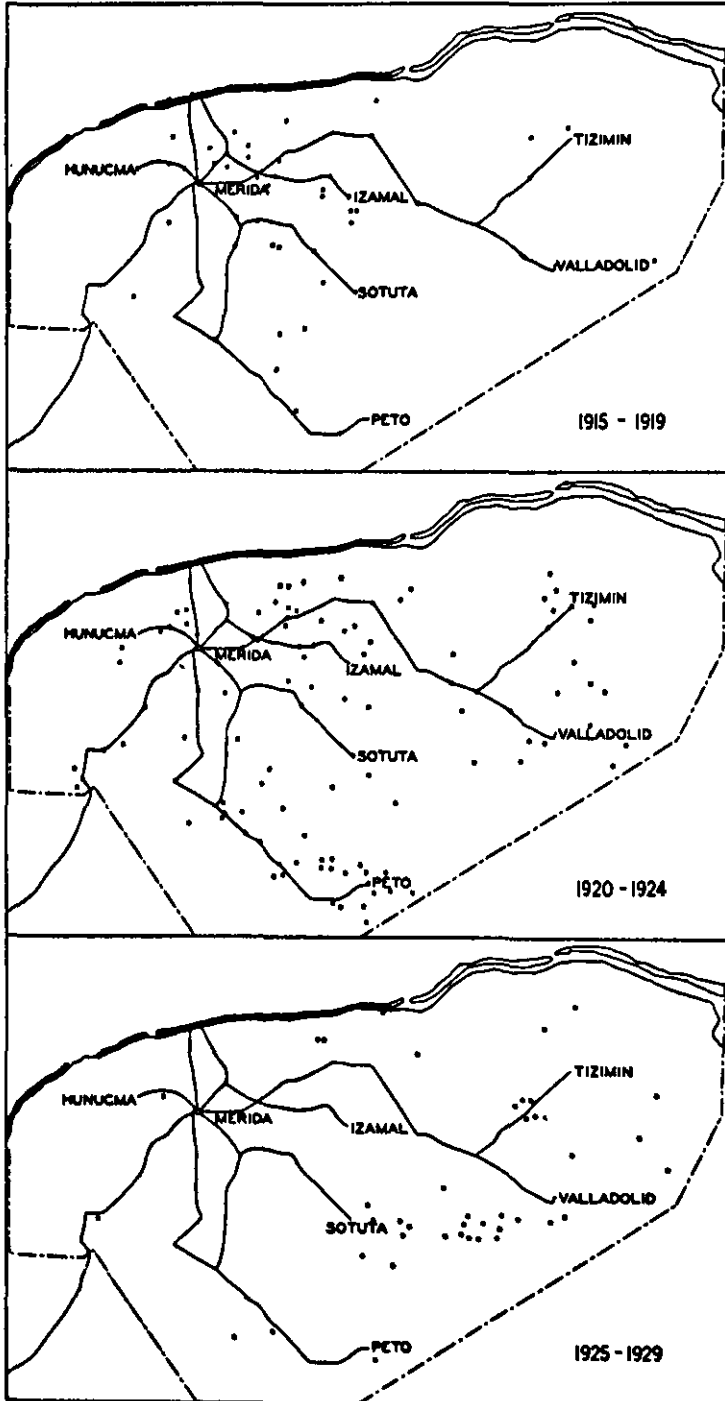 TIZIMIN
HUNUCMA
MERIDA
IZAMAL
VALLADOLID
SOTUTA
PETO
1915 - 1919
TIZIMIN
HUNUCMA
MERIDA
IZAMAL
VALLADOLID
SOTUTA
PETO
1920 - 1924
TIZIMIN
HUNUCMA
MERIDA
IZAMAL
VALLADOLID
SOTUTA
PETO
1925 - 1929